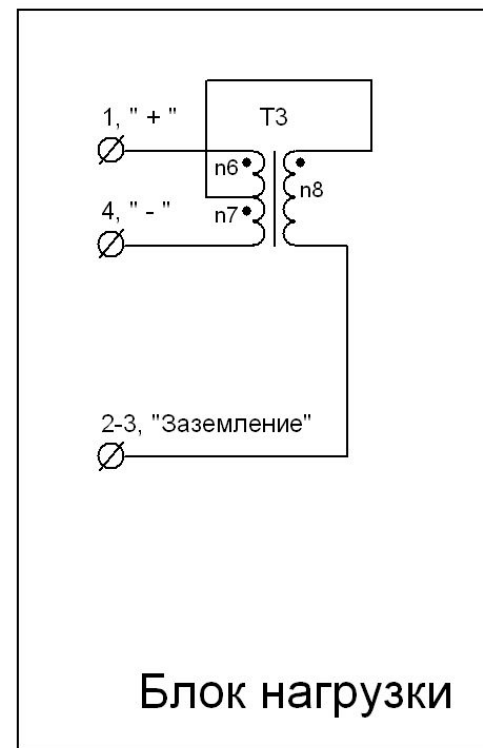 1, " + "
T3
n6
n8
4, " - "
n7
2-3, "Заземление"
Блок нагрузки